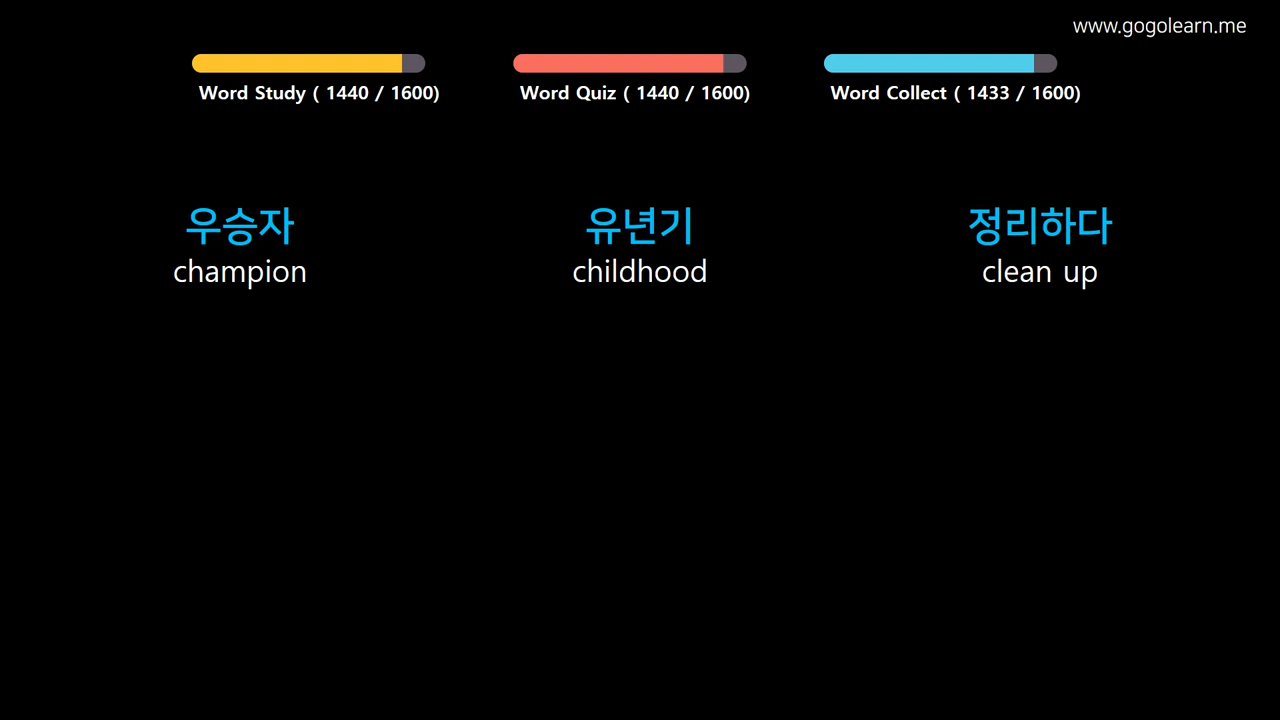 www.gogolearn.me
Word Study ( 1440 / 1600)
Word Quiz ( 1440 / 1600)
Word Collect ( 1433 / 1600)
우승자
champion
유년기
childhood
정리하다
clean up